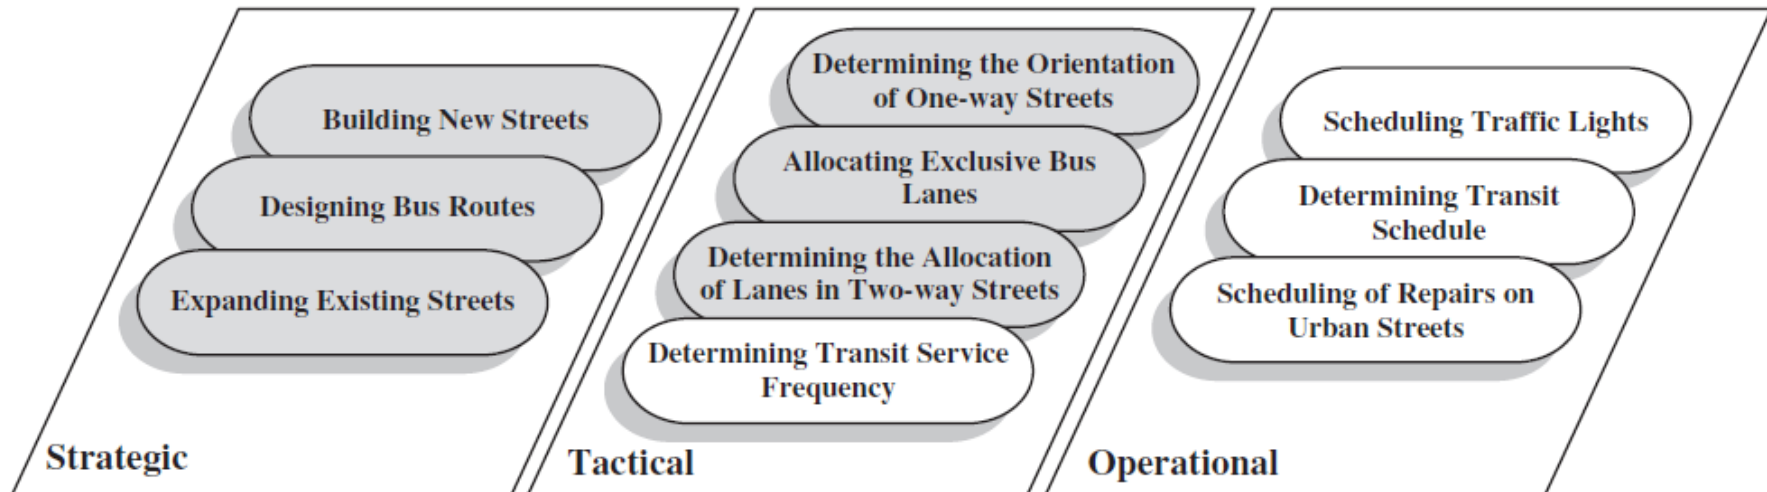 Building New Streets
Designing Bus Routes
Expanding Existing Streets
Strategic
Determining the Orientation
of One-way Streets
Allocating Exclusive Bus
Lanes
Determining the Allocation
of Lanes in Two-way Streets
Determining Transit Service
Frequency
Tactical
Scheduling Traffic Lights
Determining Transit
Schedule
Scheduling of Repairs on
Urban Streets
Operational